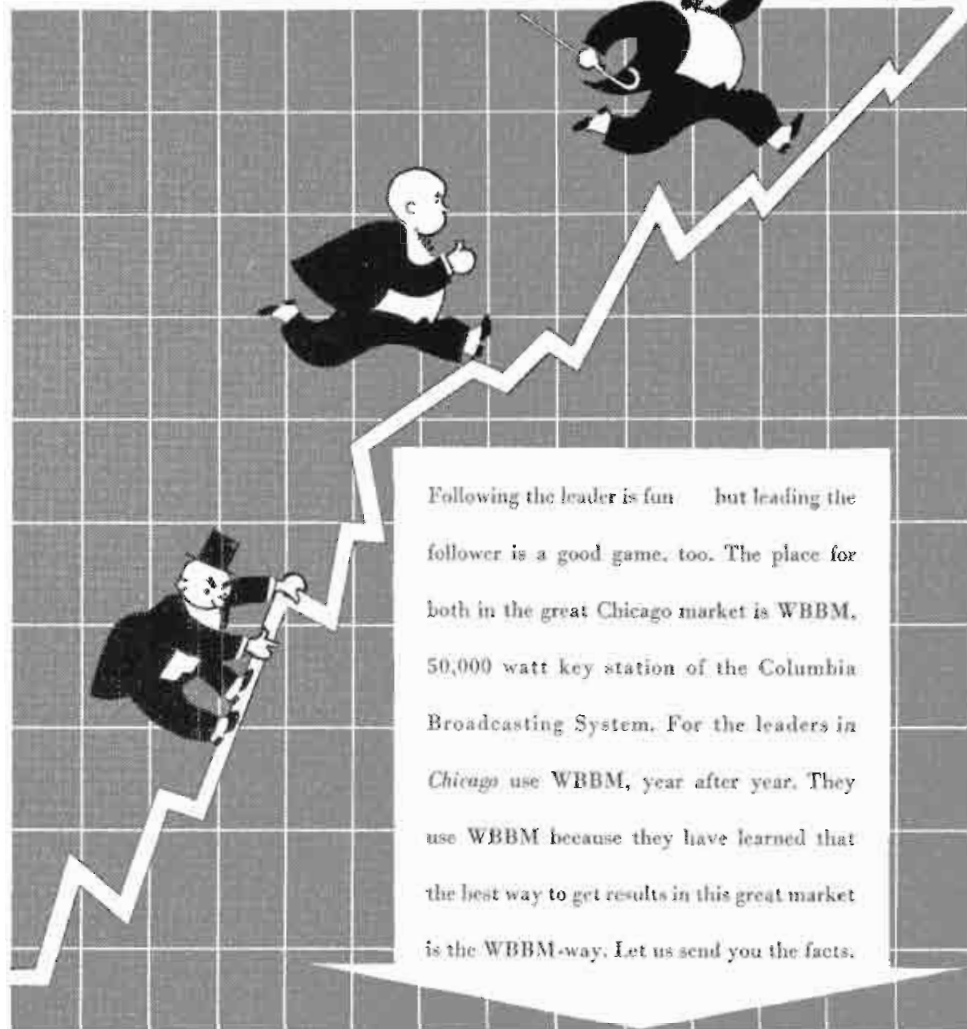 Following the leader is fun but leading the
follower is a good game, too. The place for
both in the great Chicago market is WBBM,
50,000 watt key station of the Columbia
Broadcasting System. For the leaders in
Chicago use WBBM, year after year. They
use WBBM because they have learned that
the best way to get results in this great market
is the WBBM-way. Let us send you the facts.